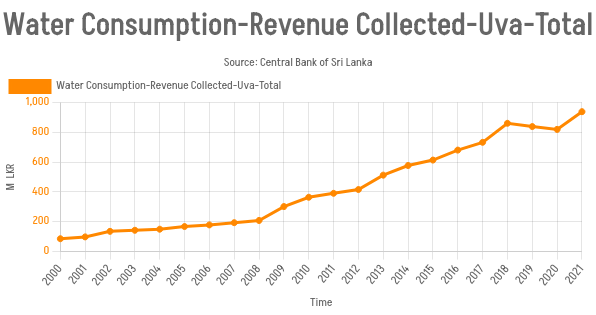 Water Consumption-Revenue Collected-Uva-Total
Source: Central Bank of Sri Lanka
Water Consumption-Revenue Collected-Uva-Total
1,000
800
600
400
200
0
M LKR
2000 2001 2002 2003 2004 2005 2006 2007 2008 2009 2010 2011 2012 2013 2014 2015 2016 2017 2018 2019 2020 2021
Time